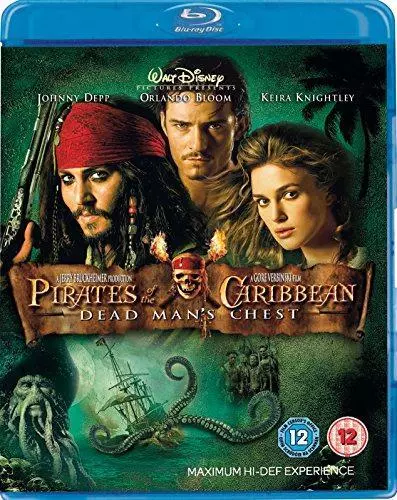 Blu-ray Disc
WALT DISNEY
PICTURES PRESENTS
JOHNNY DEPP ORLANDO BLOOM KEIRA KNIGHTLEY
A JERRY BRUCKHEIMER PRODUCTION A GORE VERBINSKI FILM
PIRATES of the CARIBBEAN
DEAD MAN'S CHEST
12 12
MAXIMUM HI-DEF EXPERIENCE